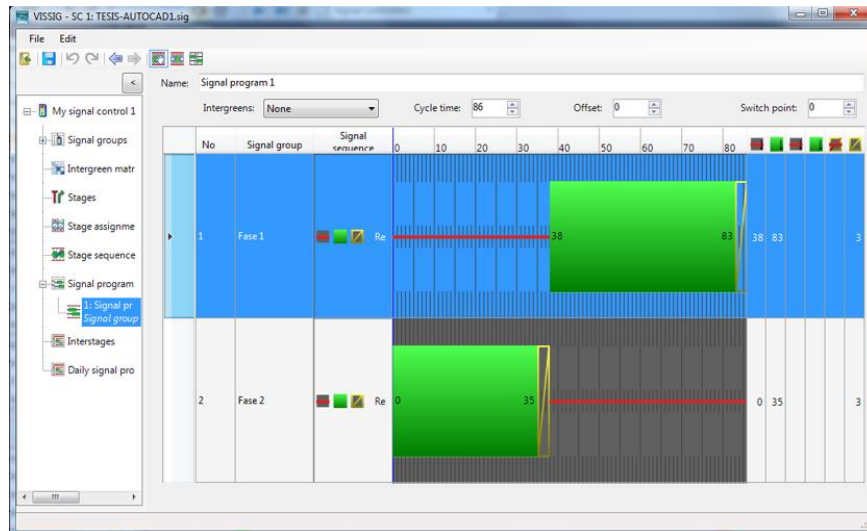 VISSIG - SC 1: TESIS-AUTOCAD1.sig
File Edit
<
Name: Signal program 1
Intergreens: None Cycle time: 86 Offset: 0 Switch point: 0
My signal control 1
Signal groups
Intergreen matr
Stages
Stage assignme
Stage sequence
Signal program
1: Signal pr
Signal group
Interstages
Daily signal pro
No Signal group Signal sequence 0 10 20 30 40 50 60 70 80
1 Fase 1 Re 38 83 38 83 3
2 Fase 2 Re 0 35 0 35 3